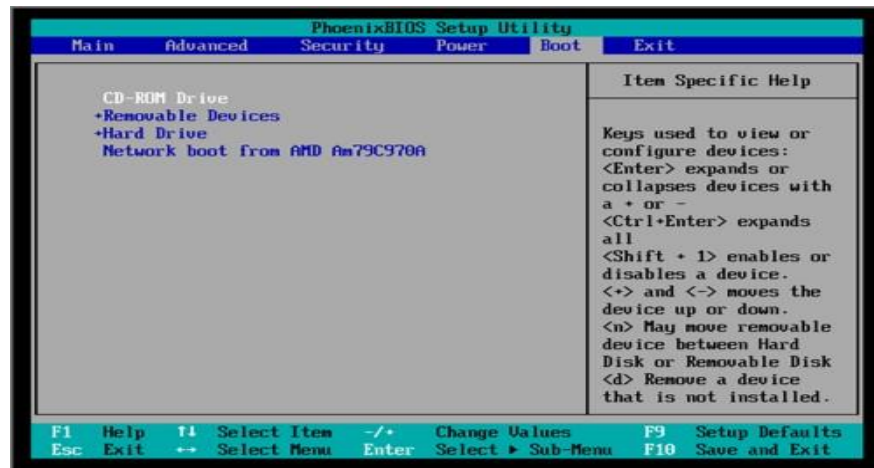 PhoenixBIOS Setup Utility
Main Advanced Security Power Boot Exit
CD-ROM Drive
+Removable Devices
+Hard Drive
Network boot from AMD Am79C970A
Item Specific Help
Keys used to view or
configure devices:
<Enter> expands or
collapses devices with
a + or -
<Ctrl+Enter> expands
all
<Shift + 1> enables or
disables a device.
<+> and <-> moves the
device up or down.
<n> May move removable
device between Hard
Disk or Removable Disk
<d> Remove a device
that is not installed.
F1 Help ↑↓ Select Item -/+ Change Values F9 Setup Defaults
Esc Exit ↔ Select Menu Enter Select ▶ Sub-Menu F10 Save and Exit